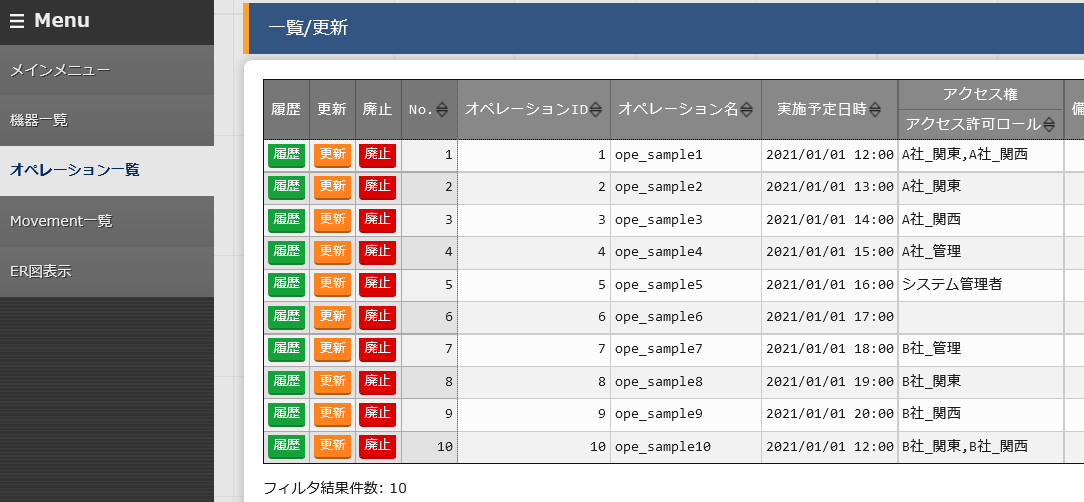 ☰ Menu
メインメニュー
機器一覧
オペレーション一覧
Movement一覧
ER図表示
一覧/更新
履歴 更新 廃止 No. オペレーションID オペレーション名 実施予定日時 アクセス権 備
アクセス許可ロール
履歴 更新 廃止 1 1 ope_sample1 2021/01/01 12:00 A社_関東,A社_関西
履歴 更新 廃止 2 2 ope_sample2 2021/01/01 13:00 A社_関東
履歴 更新 廃止 3 3 ope_sample3 2021/01/01 14:00 A社_関西
履歴 更新 廃止 4 4 ope_sample4 2021/01/01 15:00 A社_管理
履歴 更新 廃止 5 5 ope_sample5 2021/01/01 16:00 システム管理者
履歴 更新 廃止 6 6 ope_sample6 2021/01/01 17:00
履歴 更新 廃止 7 7 ope_sample7 2021/01/01 18:00 B社_管理
履歴 更新 廃止 8 8 ope_sample8 2021/01/01 19:00 B社_関東
履歴 更新 廃止 9 9 ope_sample9 2021/01/01 20:00 B社_関西
履歴 更新 廃止 10 10 ope_sample10 2021/01/01 12:00 B社_関東,B社_関西
フィルタ結果件数: 10